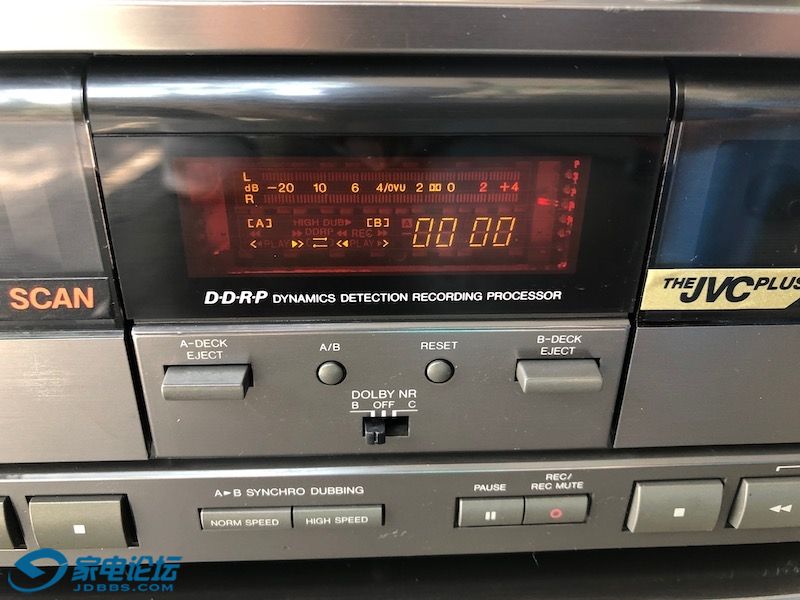 L
dB -20 10 6 4/0VU 2 0 2 +4
R
[A] HIGH DUB [B] A
DDRP REC
PLAY PLAY
00 00
SCAN
D·D·R·P DYNAMICS DETECTION RECORDING PROCESSOR
THE JVC PLUS
A-DECK
EJECT
A/B
RESET
B-DECK
EJECT
DOLBY NR
B OFF C
A▶B SYNCHRO DUBBING
NORM SPEED
HIGH SPEED
PAUSE
REC/
REC MUTE
家电论坛
JDBBS.COM